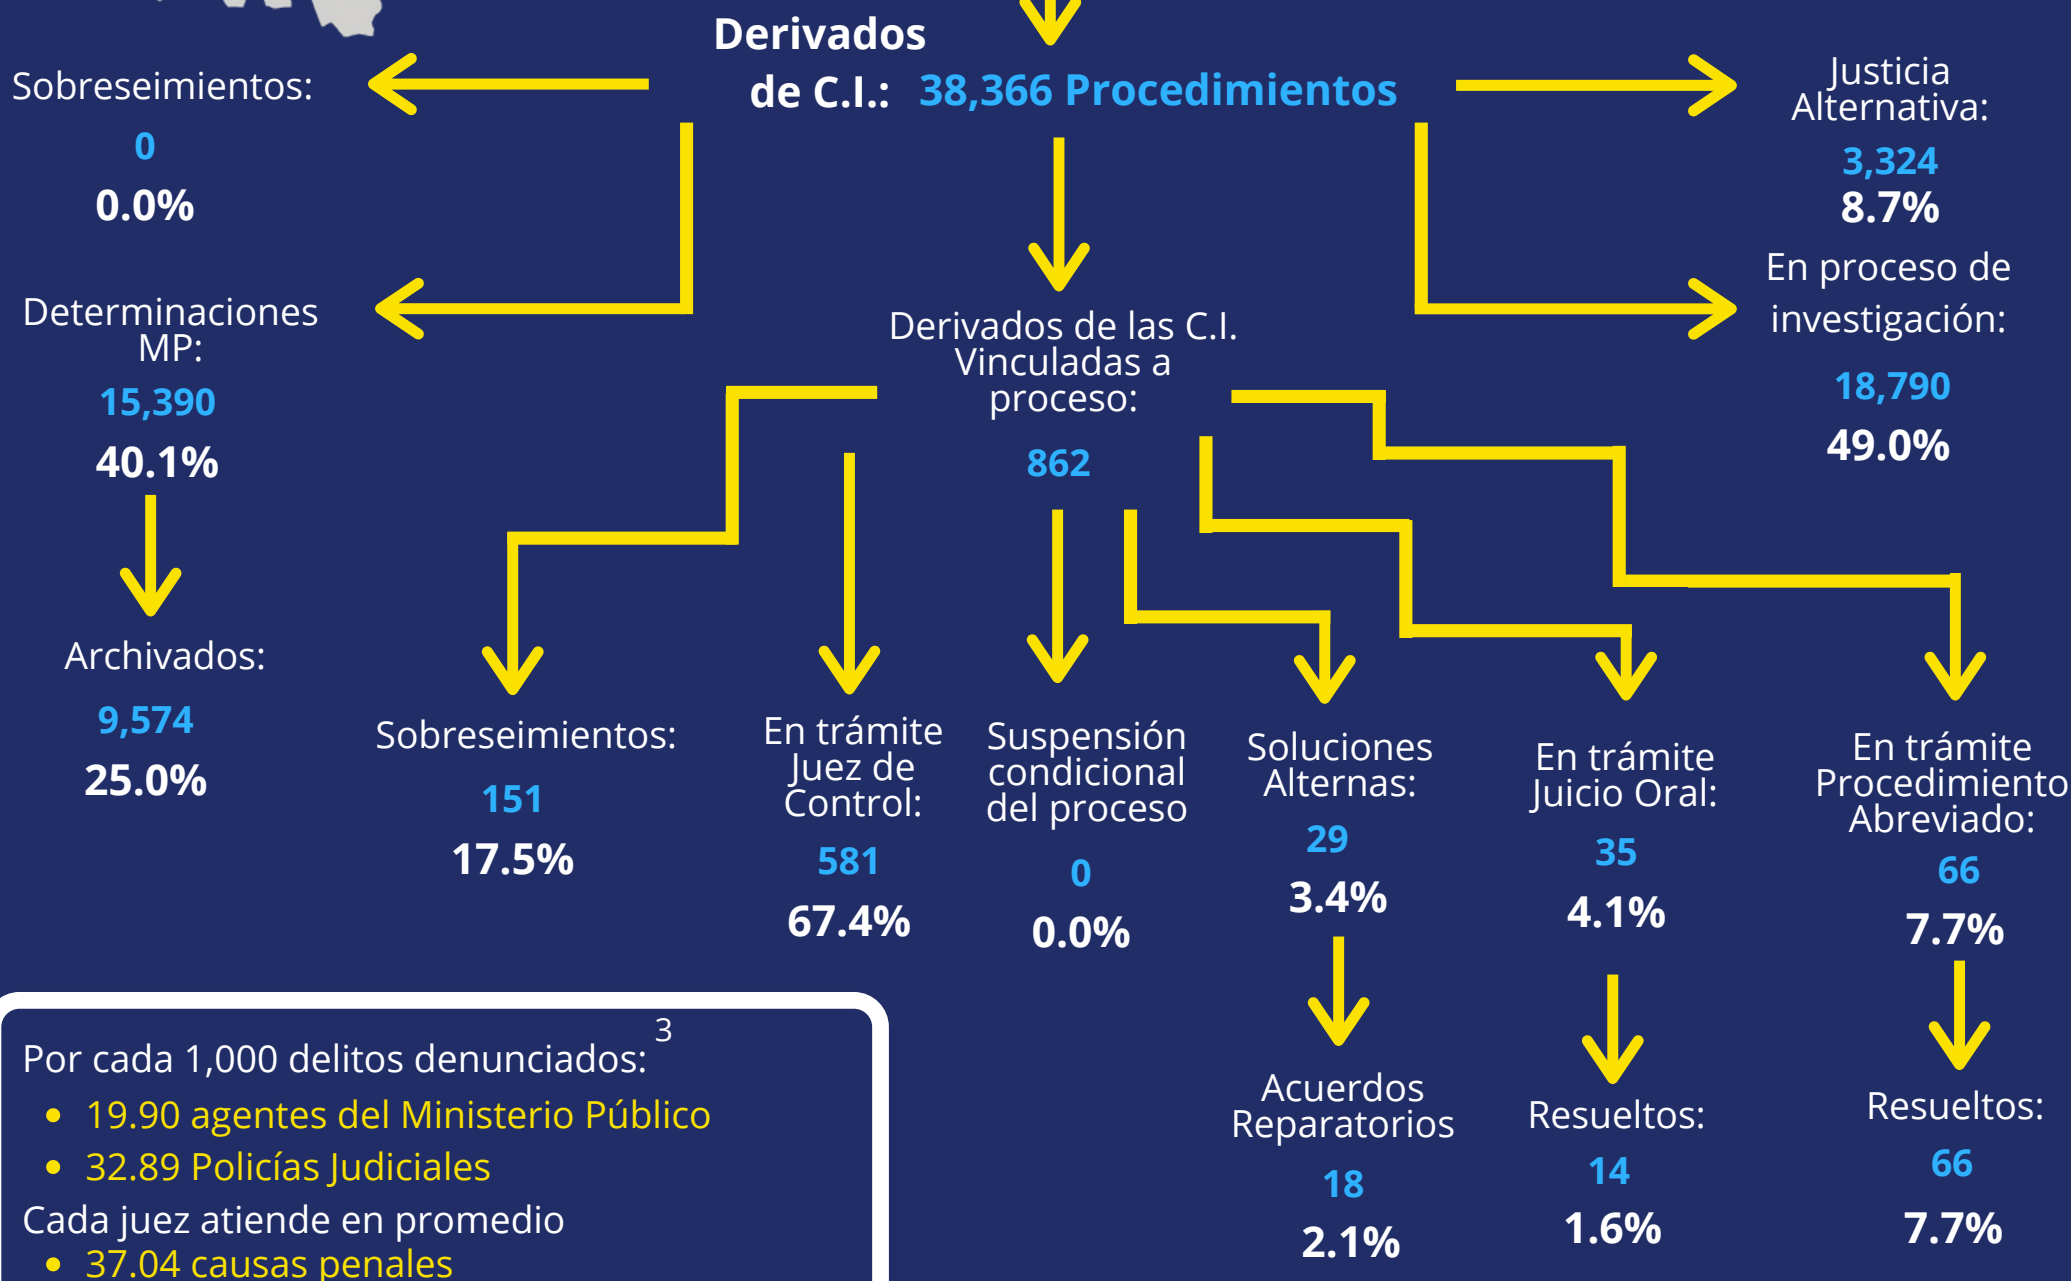 Derivados
de C.I.: 38,366 Procedimientos
Sobreseimientos:
0
0.0%
Justicia
Alternativa:
3,324
8.7%
Determinaciones
MP:
15,390
40.1%
En proceso de
investigación:
18,790
49.0%
Derivados de las C.I.
Vinculadas a
proceso:
862
Archivados:
9,574
25.0%
Sobreseimientos:
151
17.5%
En trámite
Juez de
Control:
581
67.4%
Suspensión
condicional
del proceso
0
0.0%
Soluciones
Alternas:
29
3.4%
En trámite
Juicio Oral:
35
4.1%
En trámite
Procedimiento
Abreviado:
66
7.7%
Acuerdos
Reparatorios
18
2.1%
Resueltos:
14
1.6%
Resueltos:
66
7.7%
Por cada 1,000 delitos denunciados: 3
• 19.90 agentes del Ministerio Público
• 32.89 Policías Judiciales
Cada juez atiende en promedio
• 37.04 causas penales